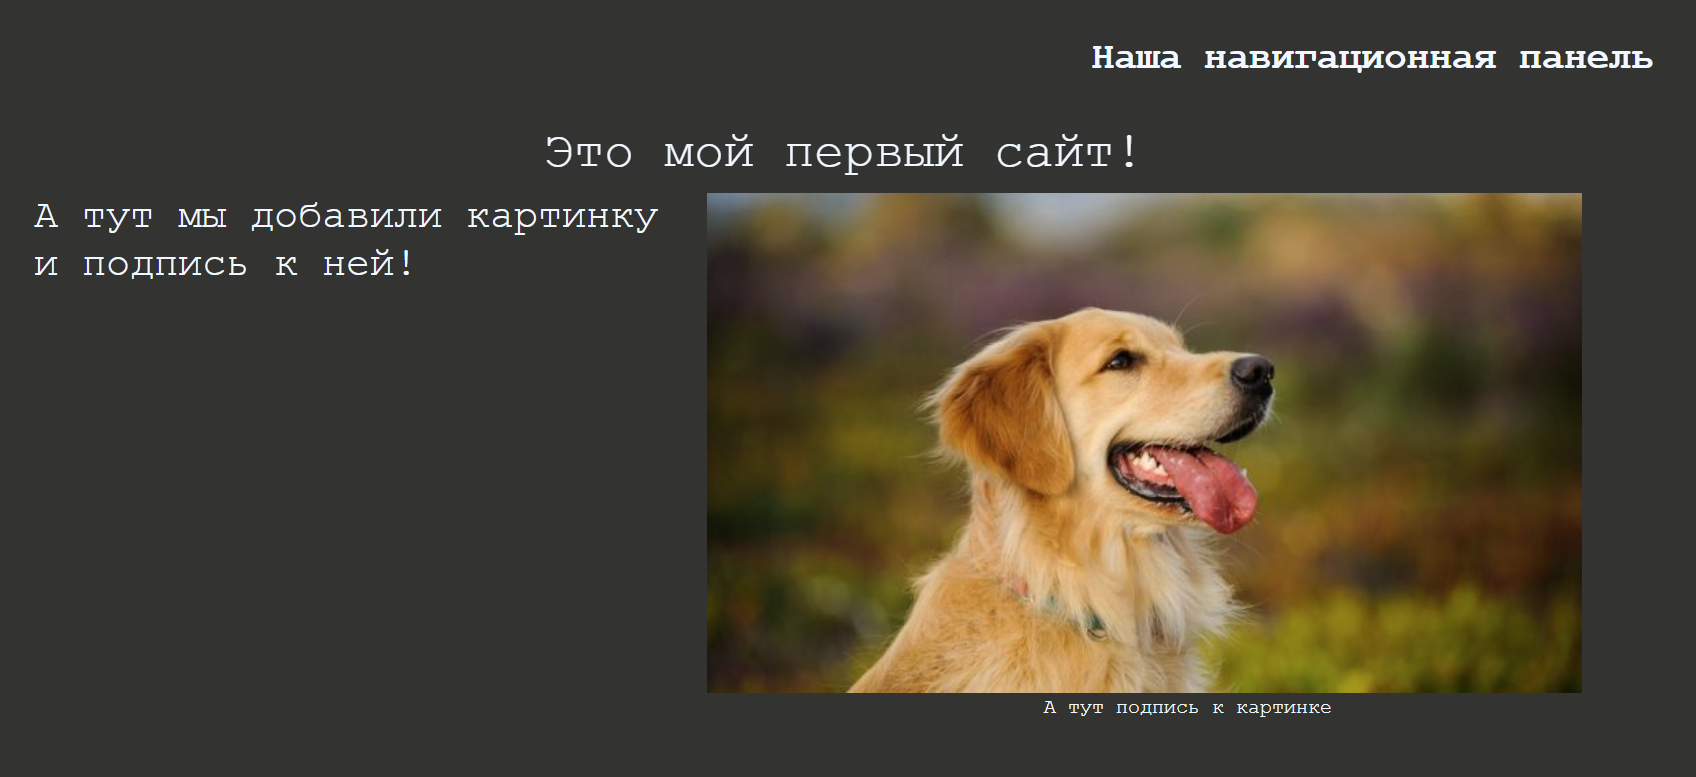 Наша навигационная панель
Это мой первый сайт!
А тут мы добавили картинку
и подпись к ней!
А тут подпись к картинке